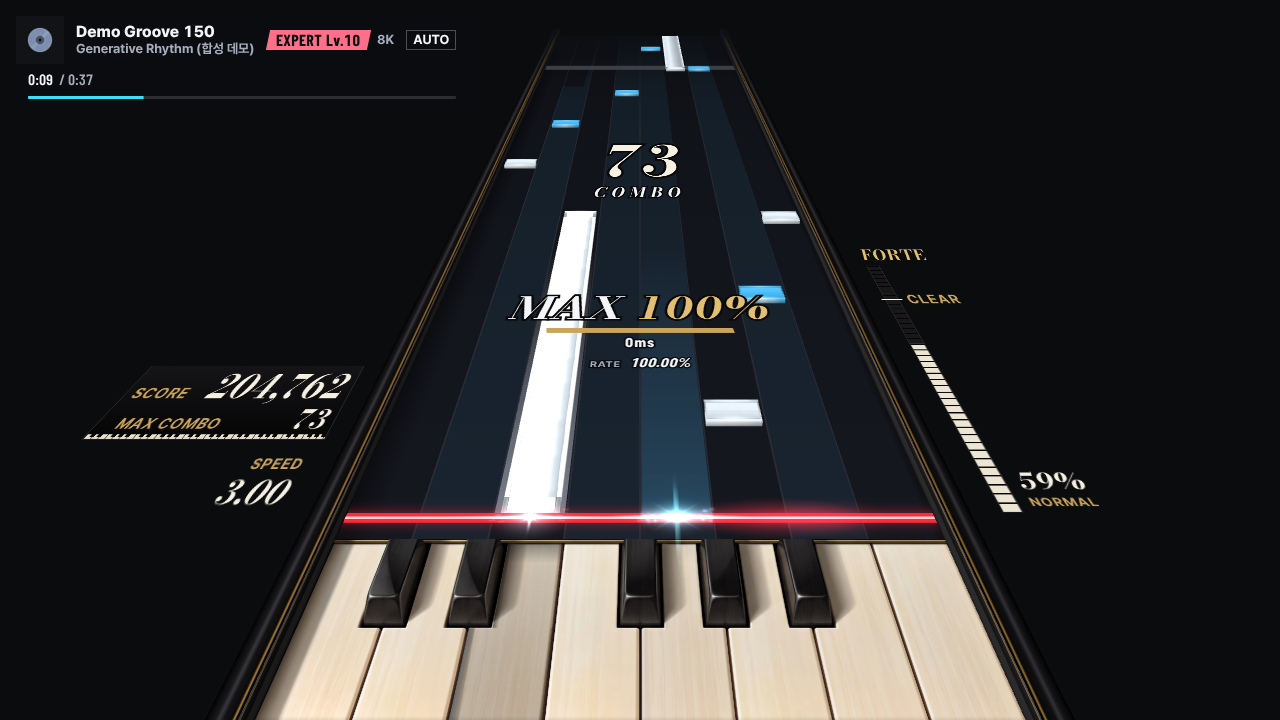 Demo Groove 150
Generative Rhythm (합성 데모)
EXPERT Lv.10
8K
AUTO
0:09 / 0:37
73
COMBO
FORTE
CLEAR
MAX 100%
0ms
RATE 100.00%
SCORE 204,762
MAX COMBO 73
SPEED
3.00
59%
NORMAL